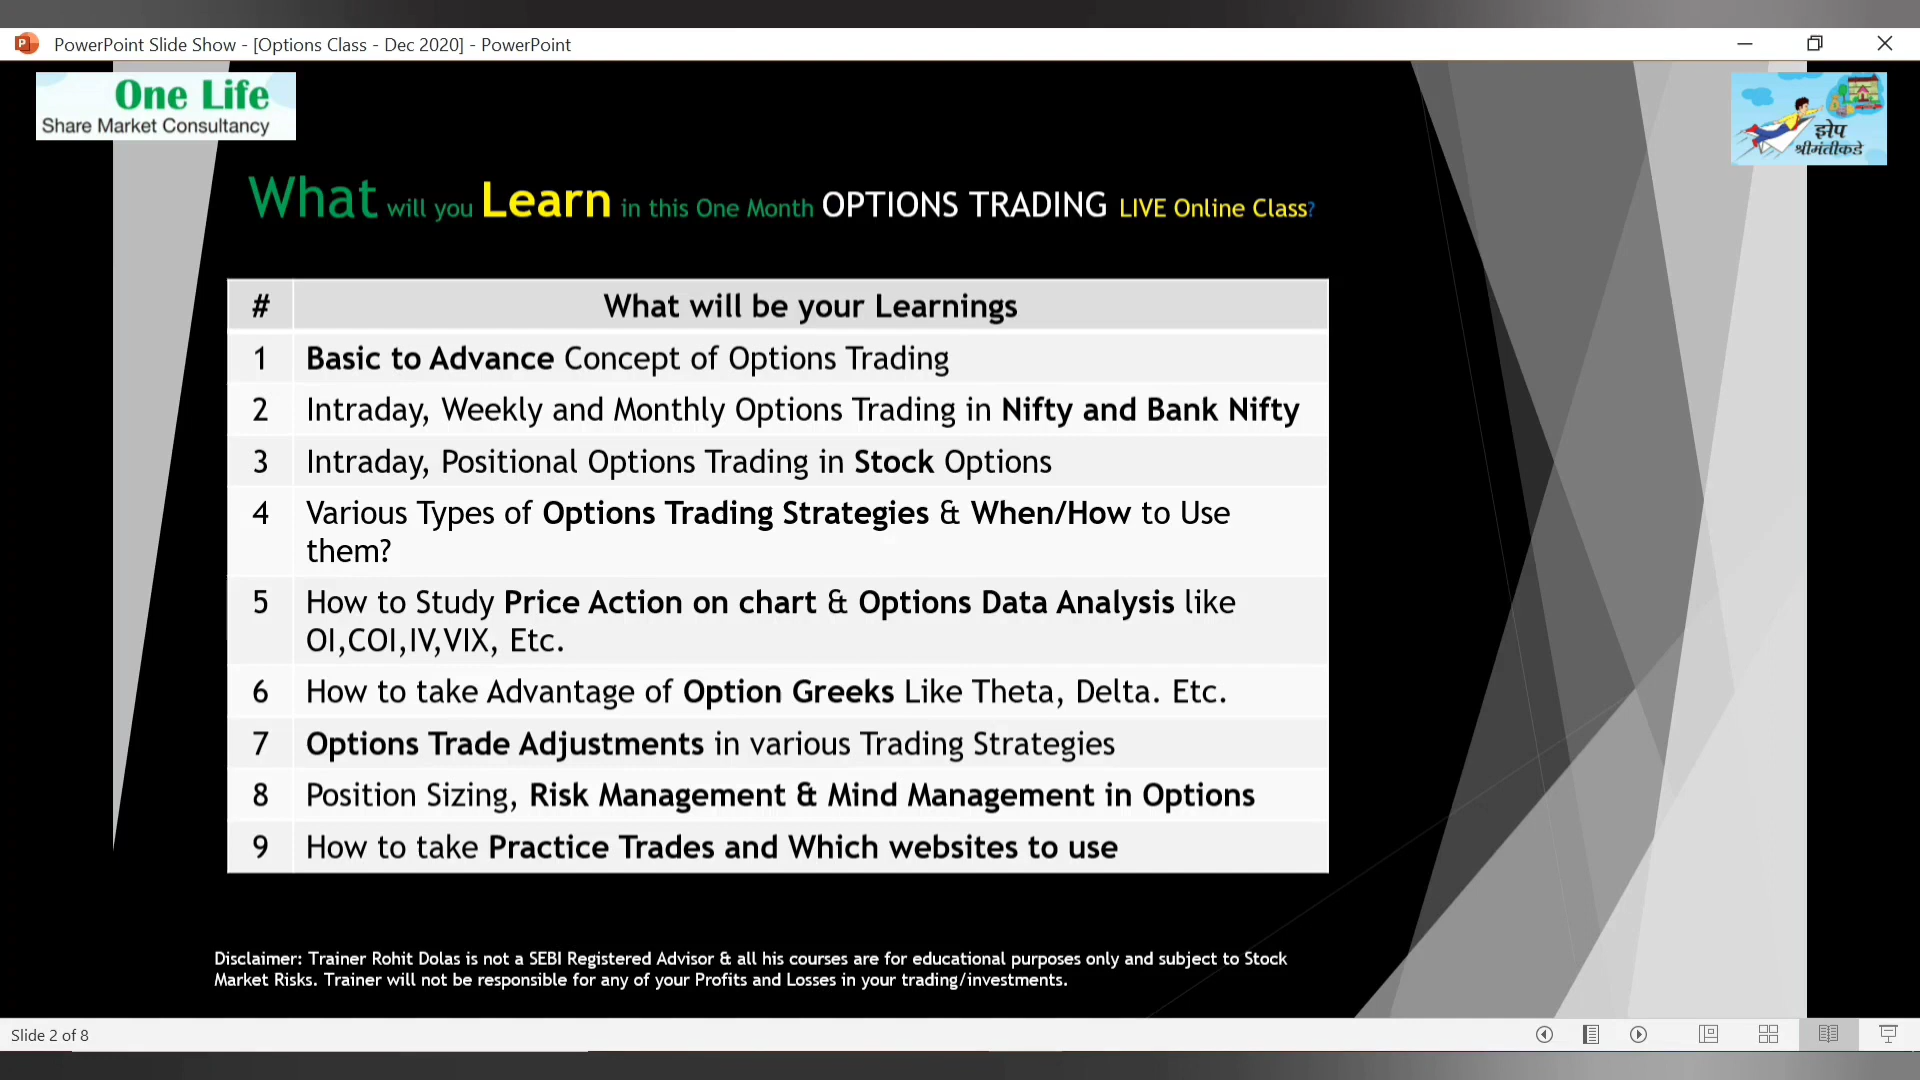 PowerPoint Slide Show - [Options Class - Dec 2020] - PowerPoint
One Life
Share Market Consultancy
झेप
श्रीमंतीकडे
What will you Learn in this One Month OPTIONS TRADING LIVE Online Class?
# What will be your Learnings
1 Basic to Advance Concept of Options Trading
2 Intraday, Weekly and Monthly Options Trading in Nifty and Bank Nifty
3 Intraday, Positional Options Trading in Stock Options
4 Various Types of Options Trading Strategies & When/How to Use
them?
5 How to Study Price Action on chart & Options Data Analysis like
OI,COI,IV,VIX, Etc.
6 How to take Advantage of Option Greeks Like Theta, Delta. Etc.
7 Options Trade Adjustments in various Trading Strategies
8 Position Sizing, Risk Management & Mind Management in Options
9 How to take Practice Trades and Which websites to use
Disclaimer: Trainer Rohit Dolas is not a SEBI Registered Advisor & all his courses are for educational purposes only and subject to Stock
Market Risks. Trainer will not be responsible for any of your Profits and Losses in your trading/investments.
Slide 2 of 8